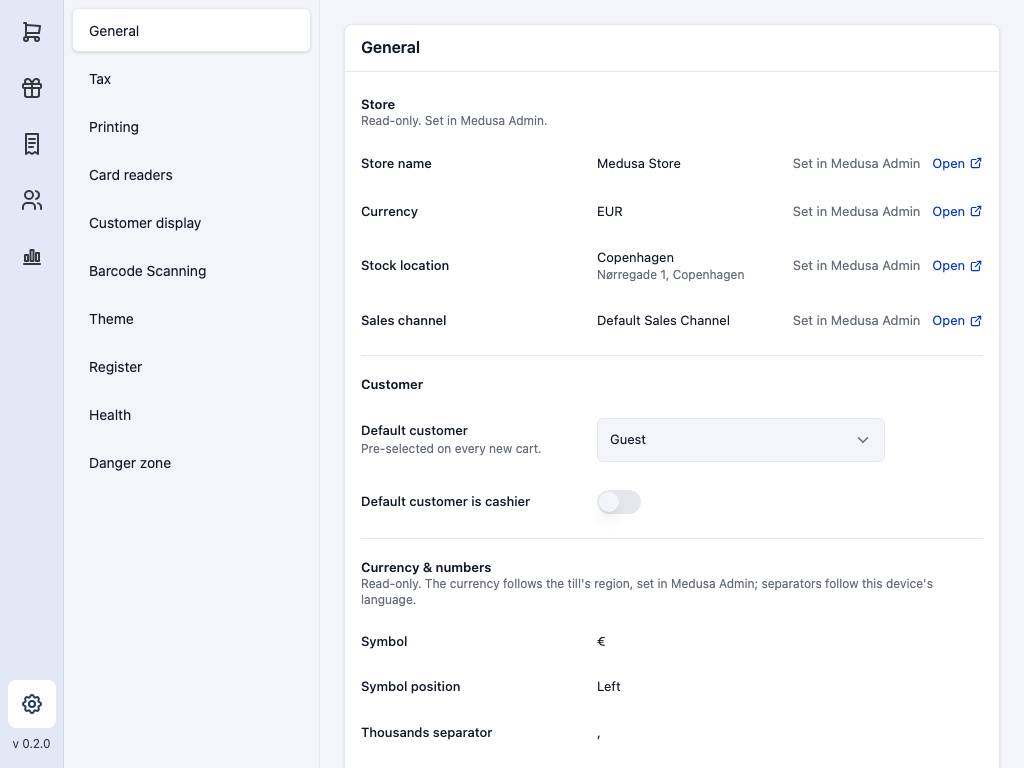 General
Tax
Printing
Card readers
Customer display
Barcode Scanning
Theme
Register
Health
Danger zone
v 0.2.0
General
Store
Read-only. Set in Medusa Admin.
Store name Medusa Store Set in Medusa Admin Open
Currency EUR Set in Medusa Admin Open
Stock location Copenhagen Set in Medusa Admin Open
Nørregade 1, Copenhagen
Sales channel Default Sales Channel Set in Medusa Admin Open
Customer
Default customer Guest
Pre-selected on every new cart.
Default customer is cashier
Currency & numbers
Read-only. The currency follows the till's region, set in Medusa Admin; separators follow this device's
language.
Symbol €
Symbol position Left
Thousands separator ,